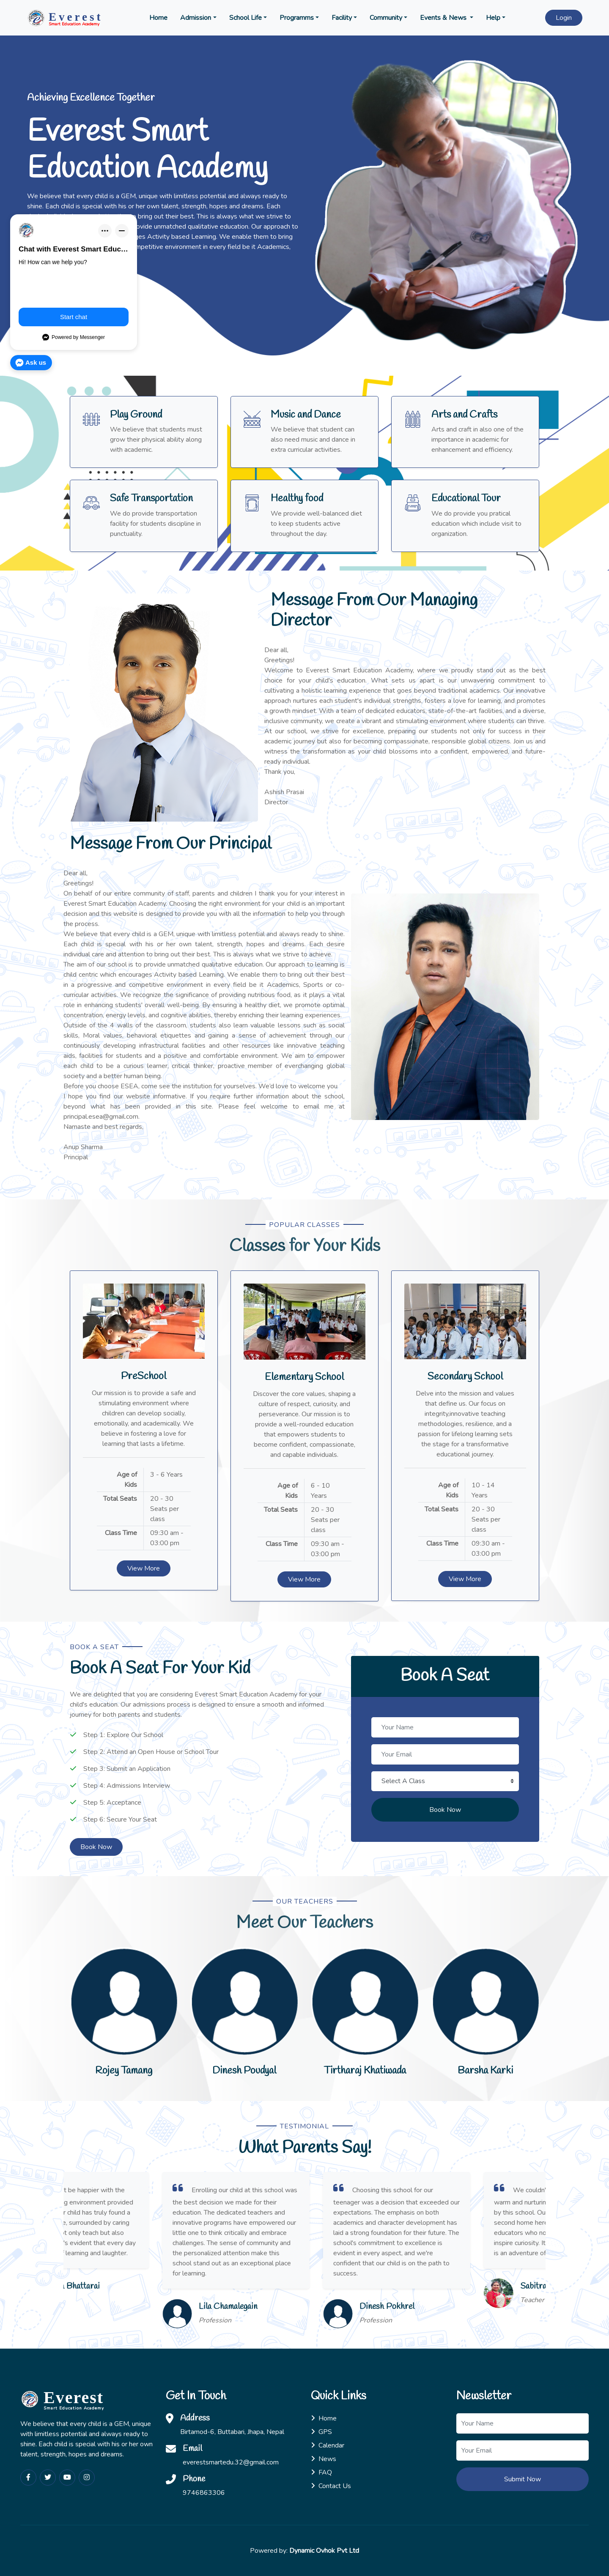 Everest
Smart Education Academy
Home Admission School Life Programms Facility Community Events & News Help
Login
Achieving Excellence Together
Everest Smart
Education Academy
We believe that every child is a GEM, unique with limitless potential and always ready to
shine. Each child is special with his or her own talent, strength, hopes and dreams. Each
bring out their best. This is always what we strive to
provide unmatched qualitative education. Our approach to
ges Activity based Learning. We enable them to bring
competitive environment in every field be it Academics,
Chat with Everest Smart Educ...
Hi! How can we help you?
Start chat
Powered by Messenger
Ask us
Play Ground
We believe that students must
grow their physical ability along
with academic.
Music and Dance
We believe that student can
also need music and dance in
extra curricular activities.
Arts and Crafts
Arts and craft in also one of the
importance in academic for
enhancement and efficiency.
Safe Transportation
We do provide transportation
facility for students discipline in
punctuality.
Healthy food
We provide well-balanced diet
to keep students active
throughout the day.
Educational Tour
We do provide you pratical
education which include visit to
organization.
Message From Our Managing
Director
Dear all,
Greetings!
Welcome to Everest Smart Education Academy, where we proudly stand out as the best
choice for your child's education. What sets us apart is our unwavering commitment to
cultivating a holistic learning experience that goes beyond traditional academics. Our innovative
approach nurtures each student's individual strengths, fosters a love for learning, and promotes
a growth mindset. With a team of dedicated educators, state-of-the-art facilities, and a diverse,
inclusive community, we create a vibrant and stimulating environment where students can thrive.
At our school, we strive for excellence, preparing our students not only for success in their
academic journey but also for becoming compassionate, responsible global citizens. Join us and
witness the transformation as your child blossoms into a confident, empowered, and future-
ready individual.
Thank you,
Ashish Prasai
Director
Message From Our Principal
Dear all,
Greetings!
On behalf of our entire community of staff, parents and children I thank you for your interest in
Everest Smart Education Academy. Choosing the right environment for your child is an important
decision and this website is designed to provide you with all the information to help you through
the process.
We believe that every child is a GEM, unique with limitless potential and always ready to shine.
Each child is special with his or her own talent, strength, hopes and dreams. Each desire
individual care and attention to bring out their best. This is always what we strive to achieve.
The aim of our school is to provide unmatched qualitative education. Our approach to learning is
child centric which encourages Activity based Learning. We enable them to bring out their best
in a progressive and competitive environment in every field be it Academics, Sports or co-
curricular activities. We recognize the significance of providing nutritious food, as it plays a vital
role in enhancing students' overall well-being. By ensuring a healthy diet, we promote optimal
concentration, energy levels, and cognitive abilities, thereby enriching their learning experiences.
Outside of the 4 walls of the classroom, students also learn valuable lessons such as social
skills, Moral values, behavioral etiquettes and gaining a sense of achievement through our
continuously developing infrastructural facilities and other resources like innovative teaching
aids, facilities for students and a positive and comfortable environment. We aim to empower
each child to be a curious learner, critical thinker, proactive member of everchanging global
society and a better human being.
Before you choose ESEA, come see the institution for yourselves. We'd love to welcome you.
I hope you find our website informative. If you require further information about the school,
beyond what has been provided in this site. Please feel welcome to email me at
principal.esea@gmail.com.
Namaste and best regards,
Anup Sharma
Principal
POPULAR CLASSES
Classes for Your Kids
PreSchool
Our mission is to provide a safe and
stimulating environment where
children can develop socially,
emotionally, and academically. We
believe in fostering a love for
learning that lasts a lifetime.
Age of Kids 3 - 6 Years
Total Seats 20 - 30 Seats per class
Class Time 09:30 am - 03:00 pm
View More
Elementary School
Discover the core values, shaping a
culture of respect, curiosity, and
perseverance. Our mission is to
provide a well-rounded education
that empowers students to
become confident, compassionate,
and capable individuals.
Age of Kids 6 - 10 Years
Total Seats 20 - 30 Seats per class
Class Time 09:30 am - 03:00 pm
View More
Secondary School
Delve into the mission and values
that define us. Our focus on
integrity,innovative teaching
methodologies, resilience, and a
passion for lifelong learning sets
the stage for a transformative
educational journey.
Age of Kids 10 - 14 Years
Total Seats 20 - 30 Seats per class
Class Time 09:30 am - 03:00 pm
View More
BOOK A SEAT
Book A Seat For Your Kid
We are delighted that you are considering Everest Smart Education Academy for your
child's education. Our admissions process is designed to ensure a smooth and informed
journey for both parents and students.
Step 1: Explore Our School
Step 2: Attend an Open House or School Tour
Step 3: Submit an Application
Step 4: Admissions Interview
Step 5: Acceptance
Step 6: Secure Your Seat
Book Now
Book A Seat
Your Name
Your Email
Select A Class
Book Now
OUR TEACHERS
Meet Our Teachers
Rojey Tamang
Dinesh Poudyal
Tirtharaj Khatiwada
Barsha Karki
TESTIMONIAL
What Parents Say!
t be happier with the
ng environment provided
r child has truly found a
e, surrounded by caring
ot only teach but also
's evident that every day
f learning and laughter.
Bhattarai
Enrolling our child at this school was
the best decision we made for their
education. The dedicated teachers and
innovative programs have empowered our
little one to think critically and embrace
challenges. The sense of community and
the personalized attention make this
school stand out as an exceptional place
for learning.
Lila Chamalegain
Profession
Choosing this school for our
teenager was a decision that exceeded our
expectations. The emphasis on both
academics and character development has
laid a strong foundation for their future. The
school's commitment to excellence is
evident in every aspect, and we're
confident that our child is on the path to
success.
Dinesh Pokhrel
Profession
We couldn'
warm and nurturin
by this school. Our
second home here
educators who no
inspire curiosity. It
is an adventure of
Sabitra
Teacher
Everest
Smart Education Academy
We believe that every child is a GEM, unique
with limitless potential and always ready to
shine. Each child is special with his or her own
talent, strength, hopes and dreams.
Get In Touch
Address
Birtamod-6, Buttabari, Jhapa, Nepal
Email
everestsmartedu.32@gmail.com
Phone
9746863306
Quick Links
Home
GPS
Calendar
News
FAQ
Contact Us
Newsletter
Your Name
Your Email
Submit Now
Powered by: Dynamic Ovhok Pvt Ltd